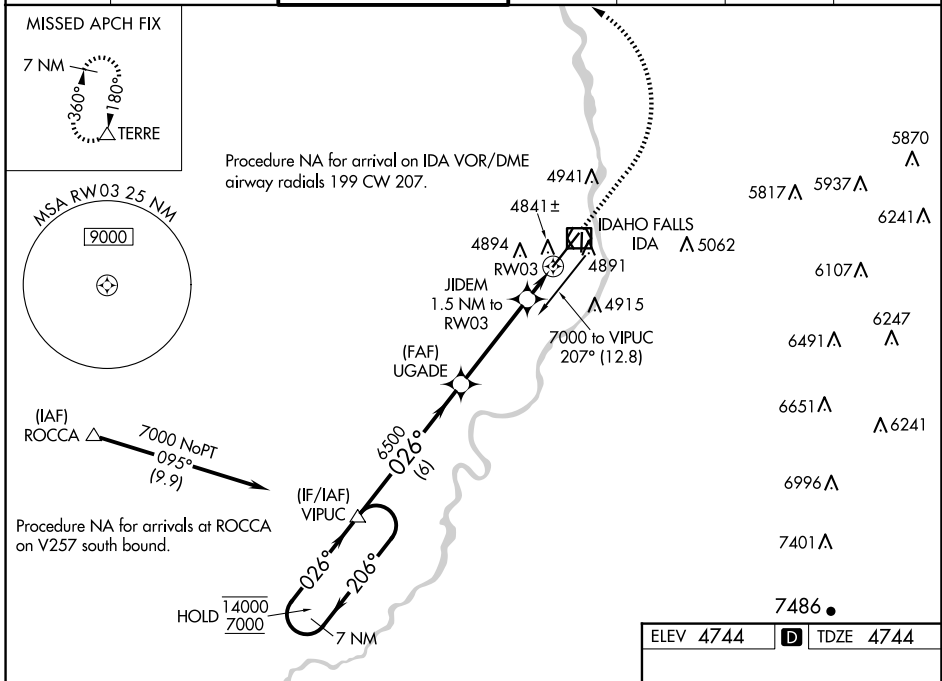 MISSED APCH FIX
7 NM
360°
180°
TERRE
Procedure NA for arrival on IDA VOR/DME
airway radials 199 CW 207.
MSA RW03 25 NM
9000
5870
4941
5817
5937
4841±
6241
IDAHO FALLS
IDA
5062
4894
RW03
4891
6107
JIDEM
1.5 NM to
RW03
4915
7000 to VIPUC
207° (12.8)
6247
6491
(FAF)
UGADE
6651
6241
(IAF)
ROCCA
7000 NoPT
095°
(9.9)
6500
026°
(6)
6996
(IF/IAF)
VIPUC
Procedure NA for arrivals at ROCCA
on V257 south bound.
7401
026°
206°
HOLD
14000
7000
7 NM
7486
ELEV 4744
D
TDZE 4744